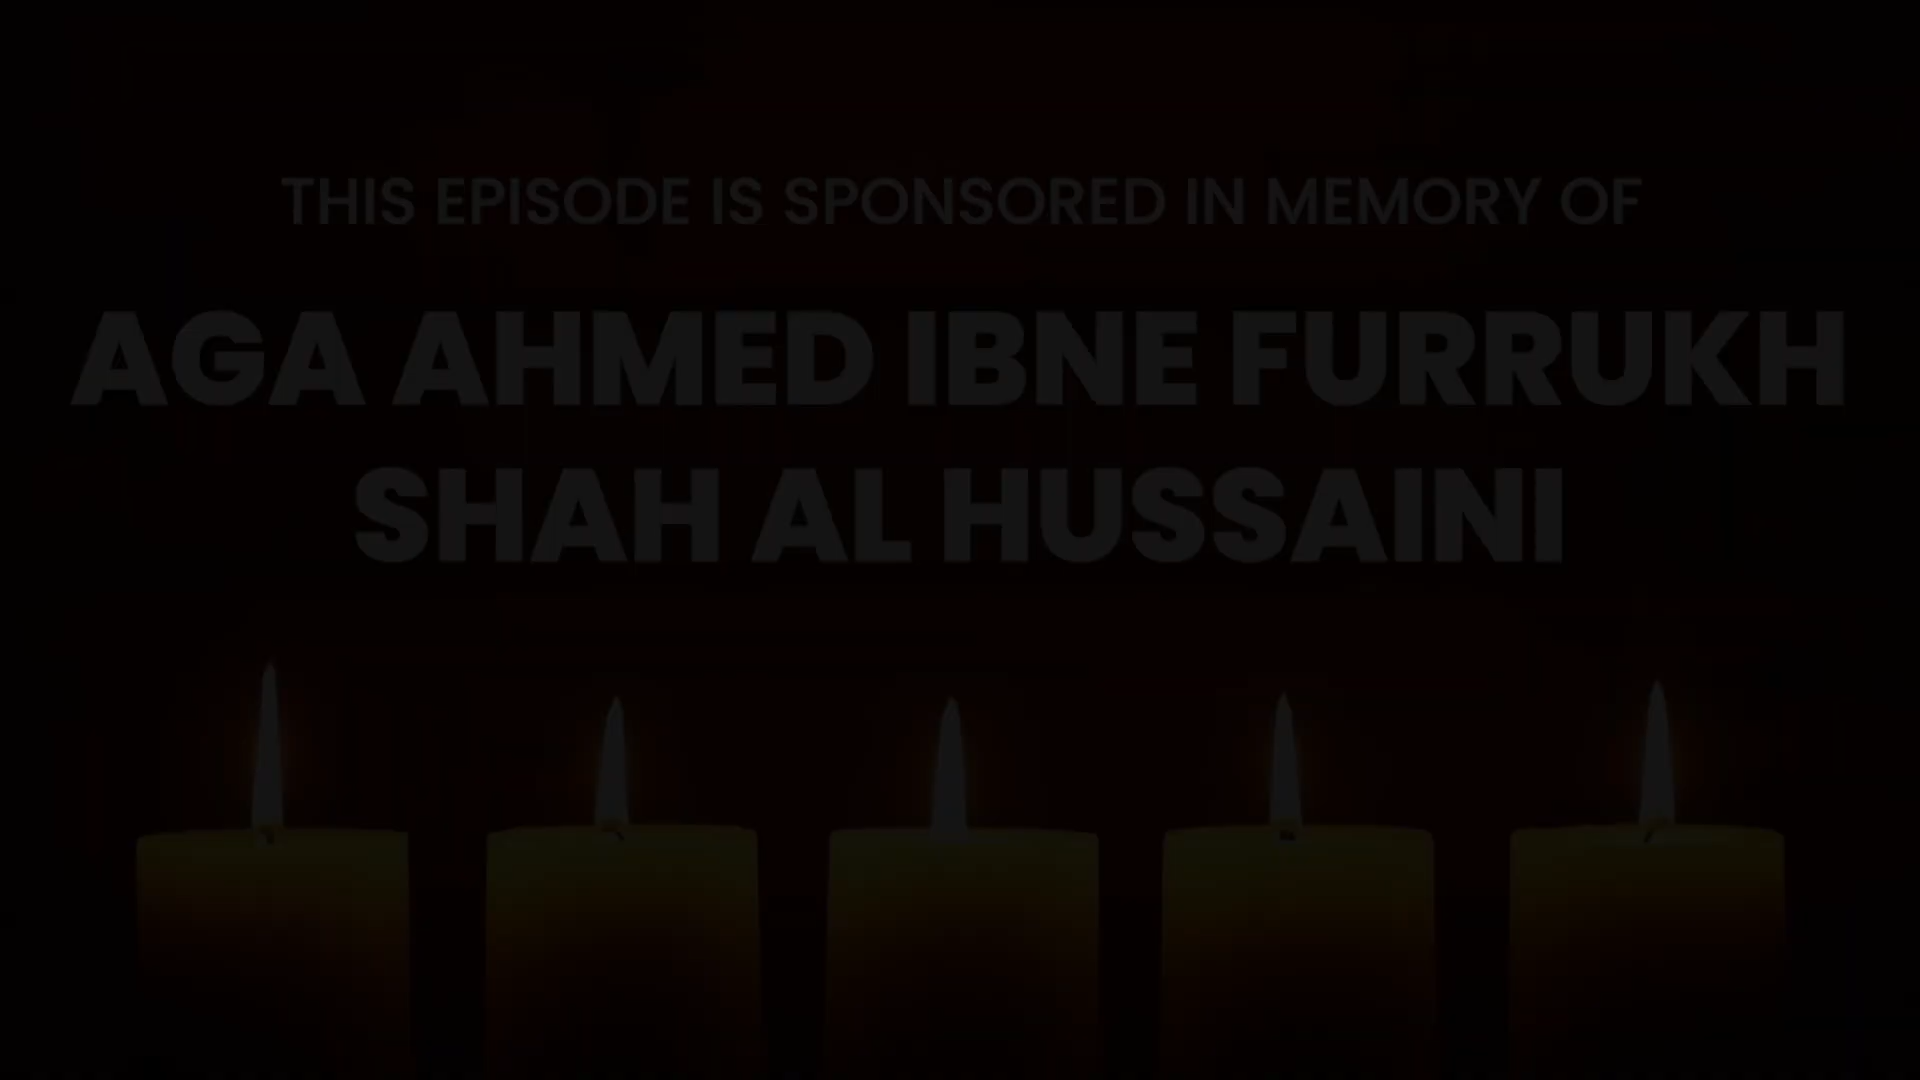 THIS EPISODE IS SPONSORED IN MEMORY OF
AGA AHMED IBNE FURRUKH
SHAH AL HUSSAINI